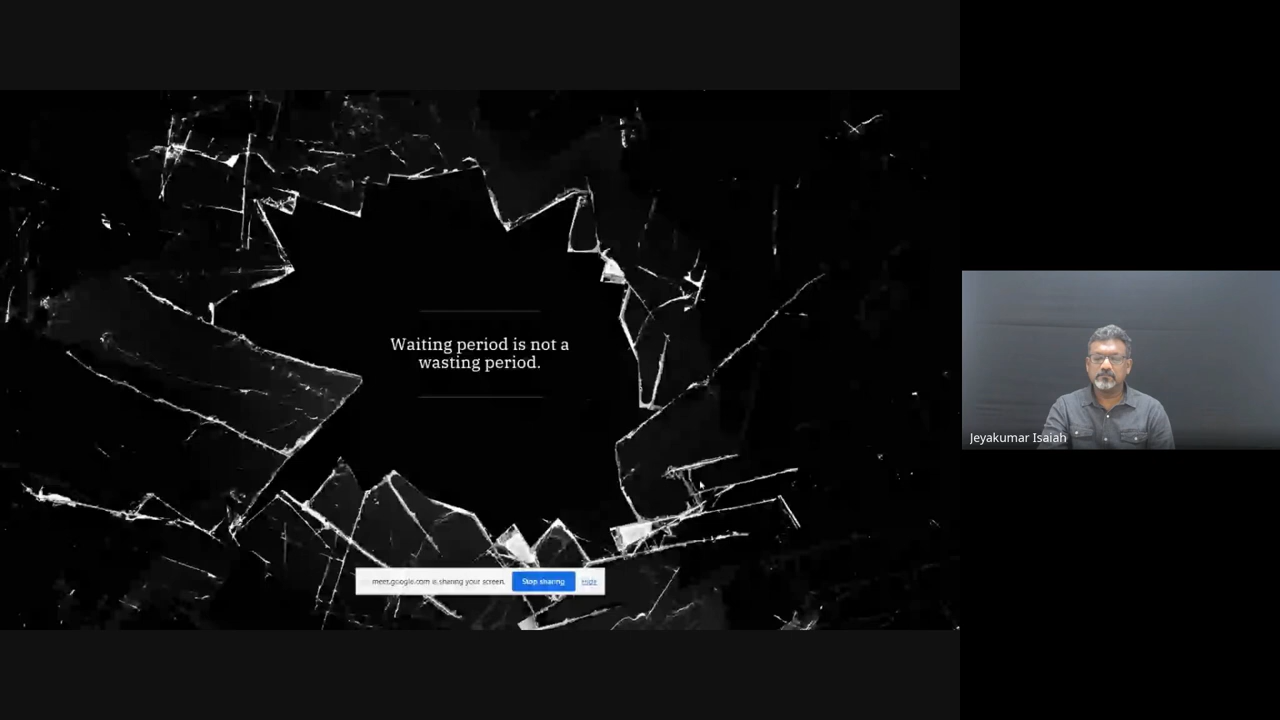 Waiting period is not a
wasting period.
meet.google.com is sharing your screen. Stop sharing Hide
Jeyakumar Isaiah